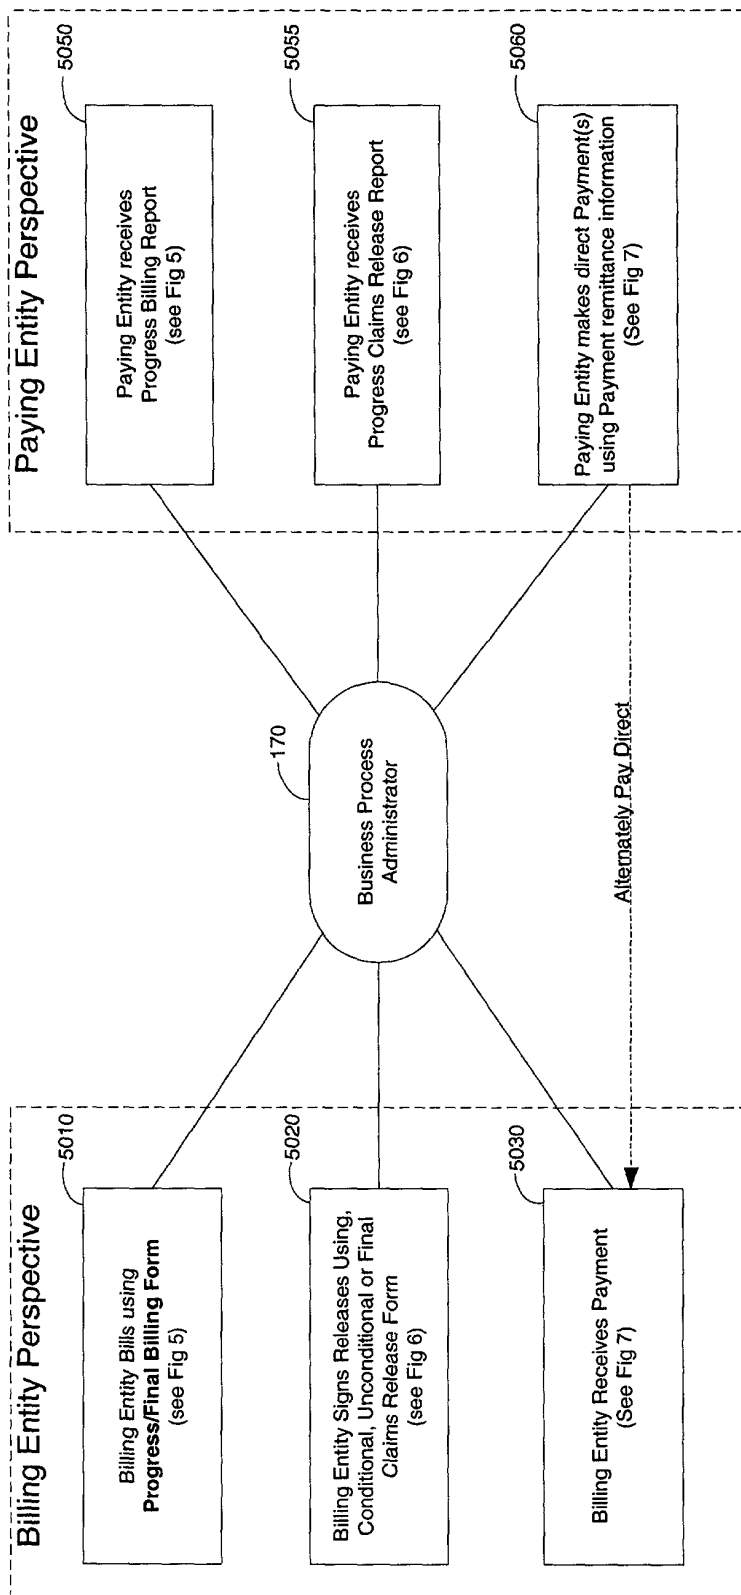 Billing Entity Perspective
5010
Billing Entity Bills using
Progress/Final Billing Form
(see Fig 5)
5020
Billing Entity Signs Releases Using,
Conditional, Unconditional or Final
Claims Release Form
(see Fig 6)
5030
Billing Entity Receives Payment
(See Fig 7)
170
Business Process
Administrator
Alternately Pay Direct
Paying Entity Perspective
5050
Paying Entity receives
Progress Billing Report
(see Fig 5)
5055
Paying Entity receives
Progress Claims Release Report
(see Fig 6)
5060
Paying Entity makes direct Payment(s)
using Payment remittance information
(See Fig 7)